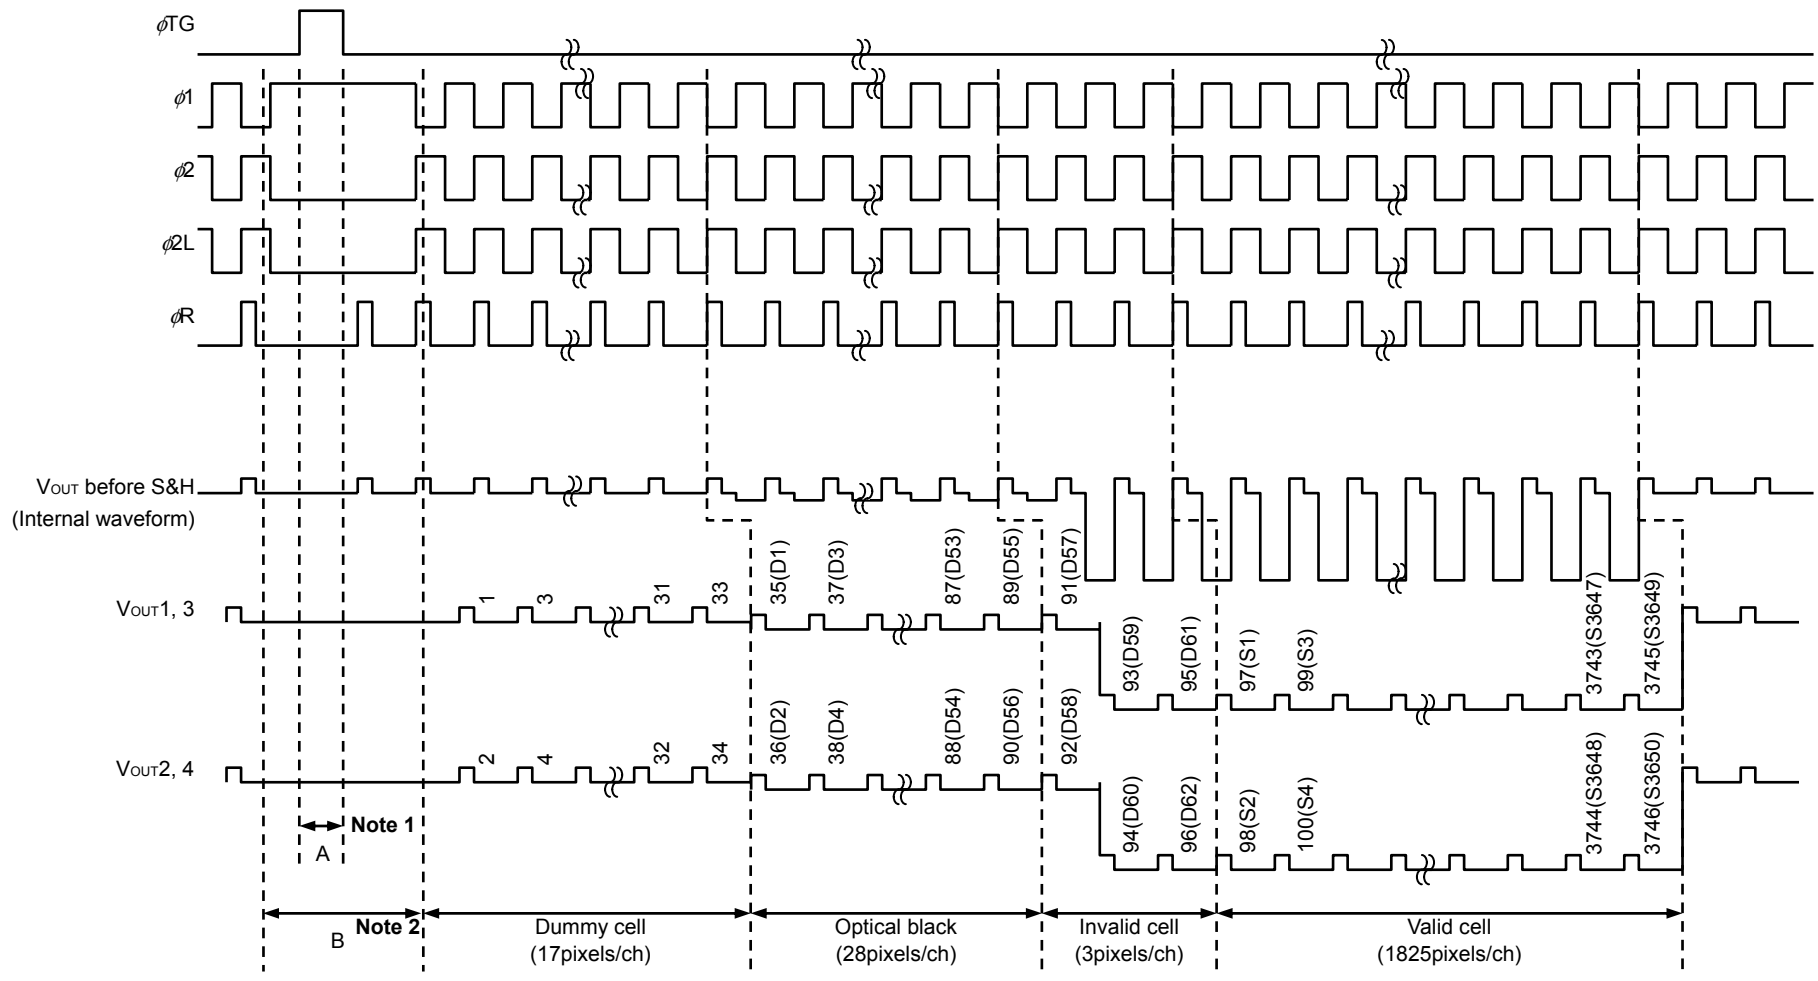 ϕTG
ϕ1
ϕ2
ϕ2L
ϕR
VOUT before S&H
(Internal waveform)
VOUT1, 3
1
3
31
33
35(D1)
37(D3)
87(D53)
89(D55)
91(D57)
93(D59)
95(D61)
97(S1)
99(S3)
3743(S3647)
3745(S3649)
VOUT2, 4
2
4
32
34
36(D2)
38(D4)
88(D54)
90(D56)
92(D58)
94(D60)
96(D62)
98(S2)
100(S4)
3744(S3648)
3746(S3650)
Note 1
A
Note 2
B
Dummy cell
(17pixels/ch)
Optical black
(28pixels/ch)
Invalid cell
(3pixels/ch)
Valid cell
(1825pixels/ch)